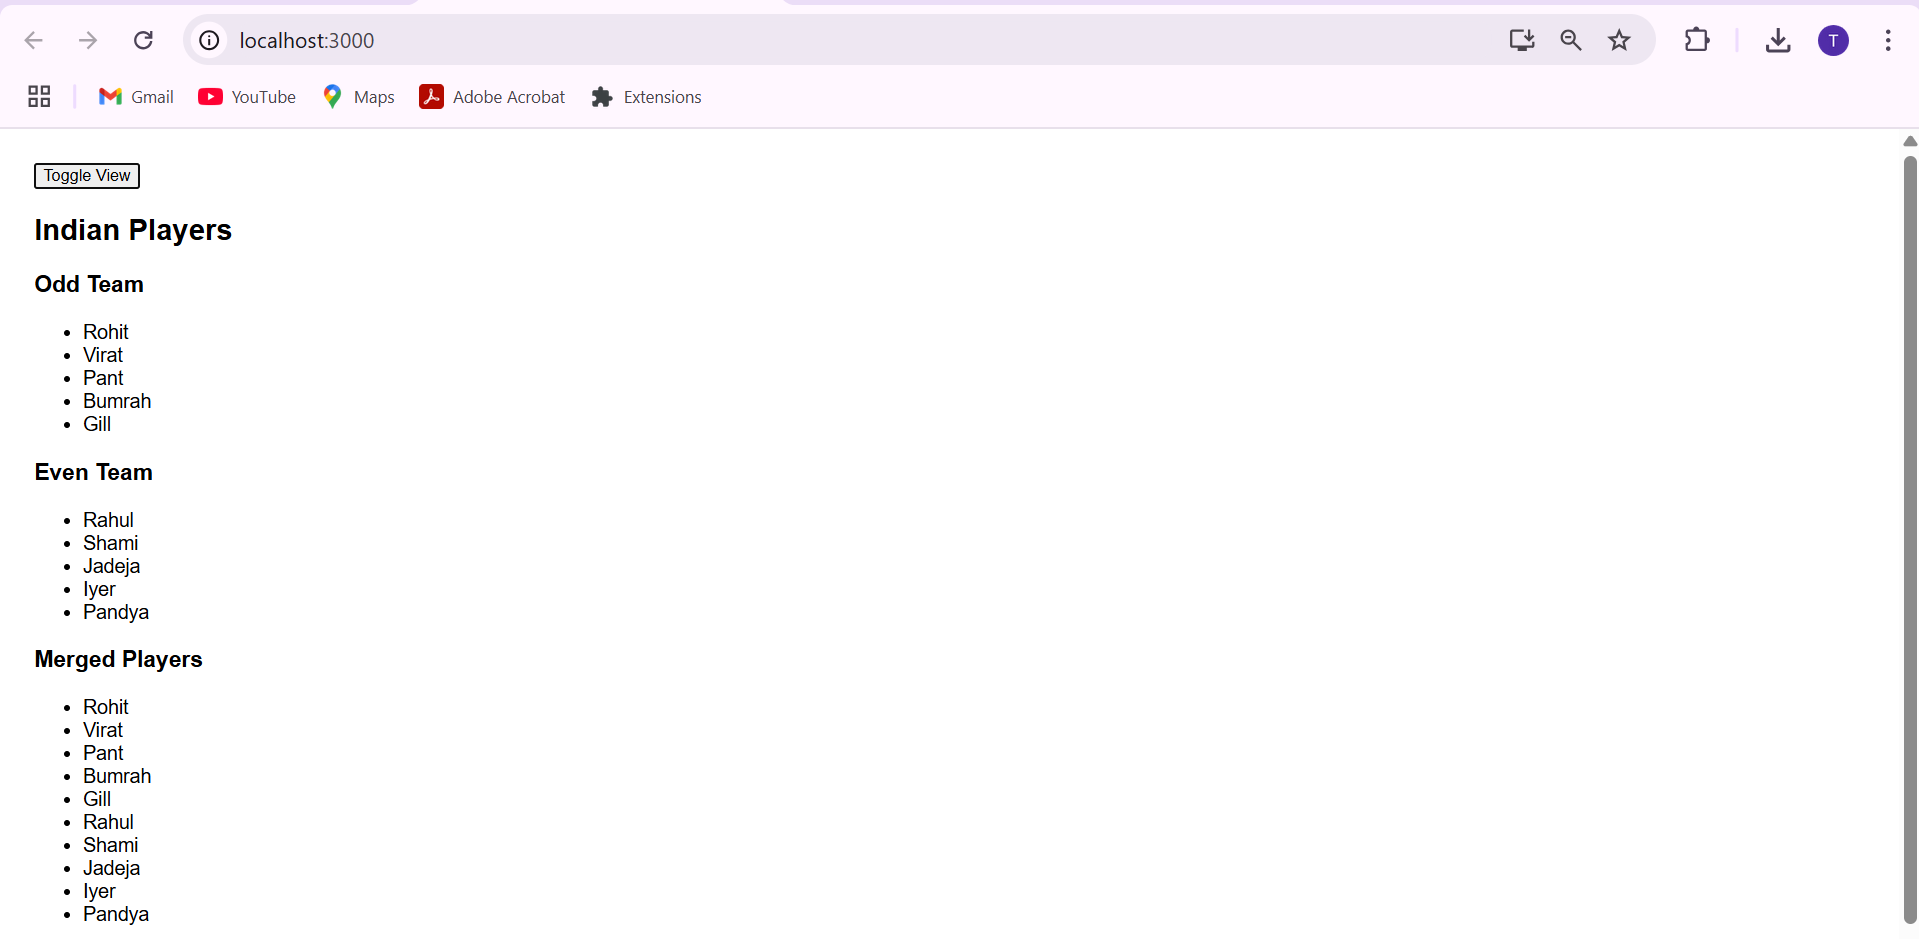 localhost:3000
T
Gmail
YouTube
Maps
Adobe Acrobat
Extensions
Toggle View
Indian Players
Odd Team
Rohit
Virat
Pant
Bumrah
Gill
Even Team
Rahul
Shami
Jadeja
Iyer
Pandya
Merged Players
Rohit
Virat
Pant
Bumrah
Gill
Rahul
Shami
Jadeja
Iyer
Pandya